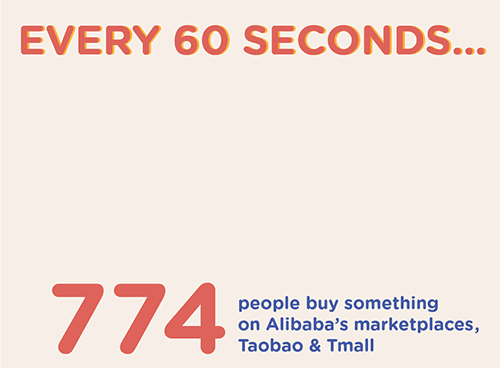 EVERY 60 SECONDS...
774
people buy something
on Alibaba's marketplaces,
Taobao & Tmall